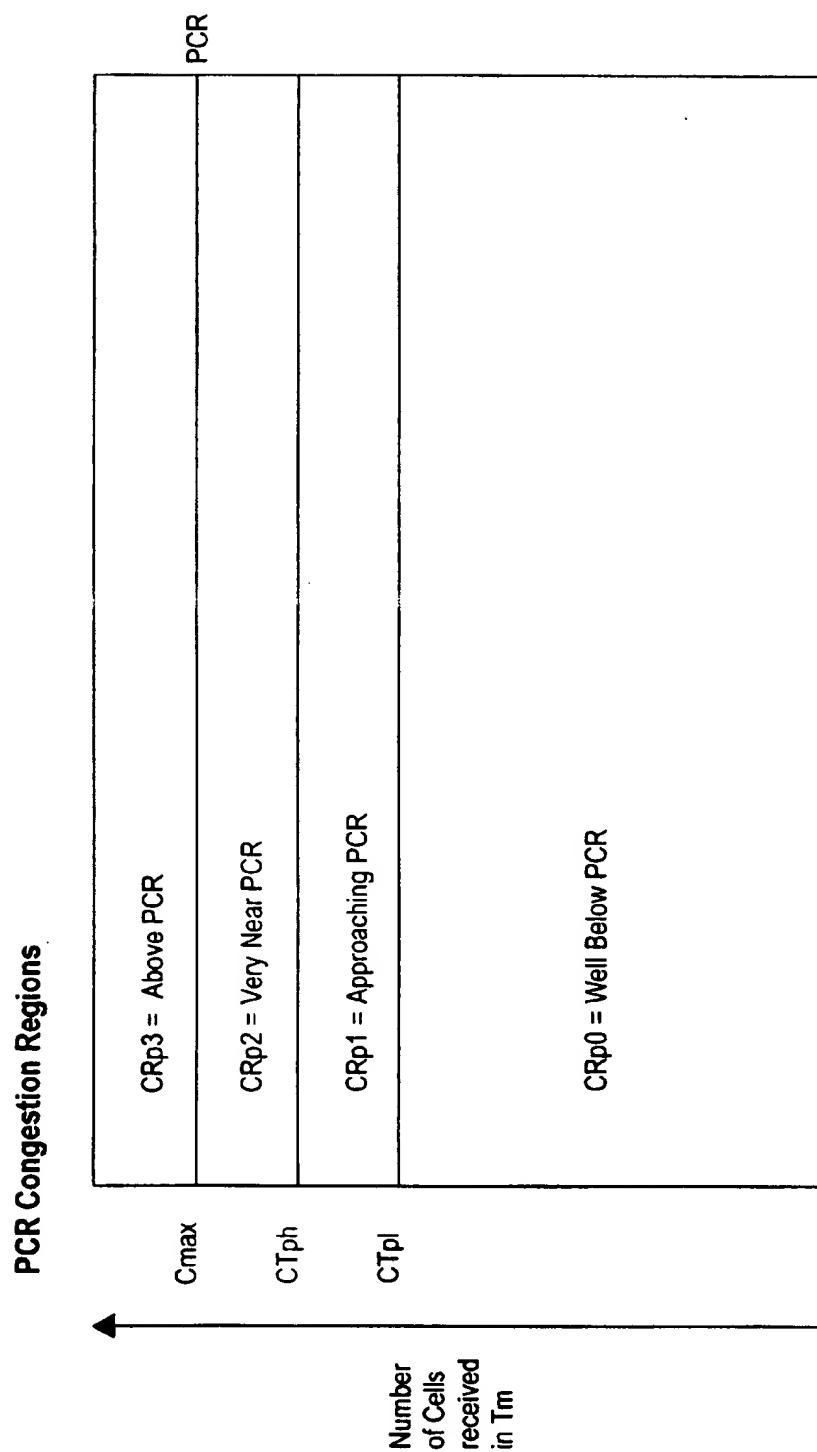 PCR Congestion Regions
Cmax
CRp3 = Above PCR
PCR
CTph
CRp2 = Very Near PCR
CTpl
CRp1 = Approaching PCR
CRp0 = Well Below PCR
Number
of Cells
received
in Tm